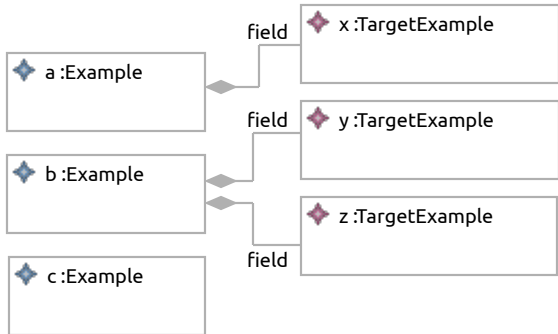 field
x :TargetExample
a :Example
field
y :TargetExample
b :Example
z :TargetExample
field
c :Example